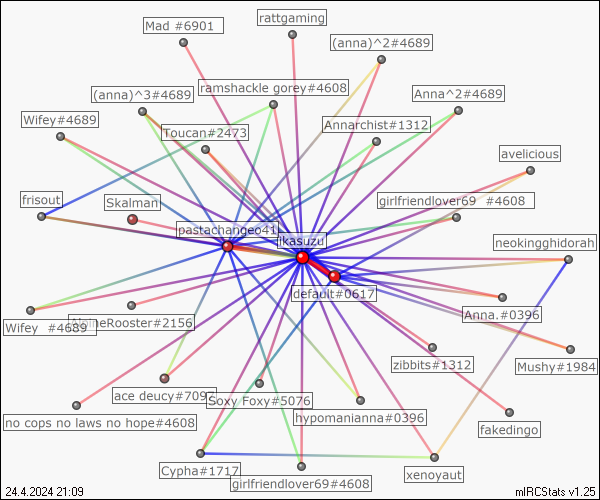 rattgaming
Mad #6901
(anna)^2#4689
ramshackle gorey#4608
(anna)^3#4689
Anna^2#4689
Wifey#4689
Toucan#2473
Annarchist#1312
avelicious
frisout
Skalman
girlfriendlover69 #4608
pastachangeo41
Ikasuzu
neokingghidorah
default#0617
Wifey #4689
AlpineRooster#2156
Anna.#0396
zibbits#1312
Mushy#1984
ace deucy#709
Soxy Foxy#5076
no cops no laws no hope#4608
hypomanianna#0396
fakedingo
Cypha#1717
girlfriendlover69#4608
xenoyaut
24.4.2024 21:09
mIRCStats v1.25